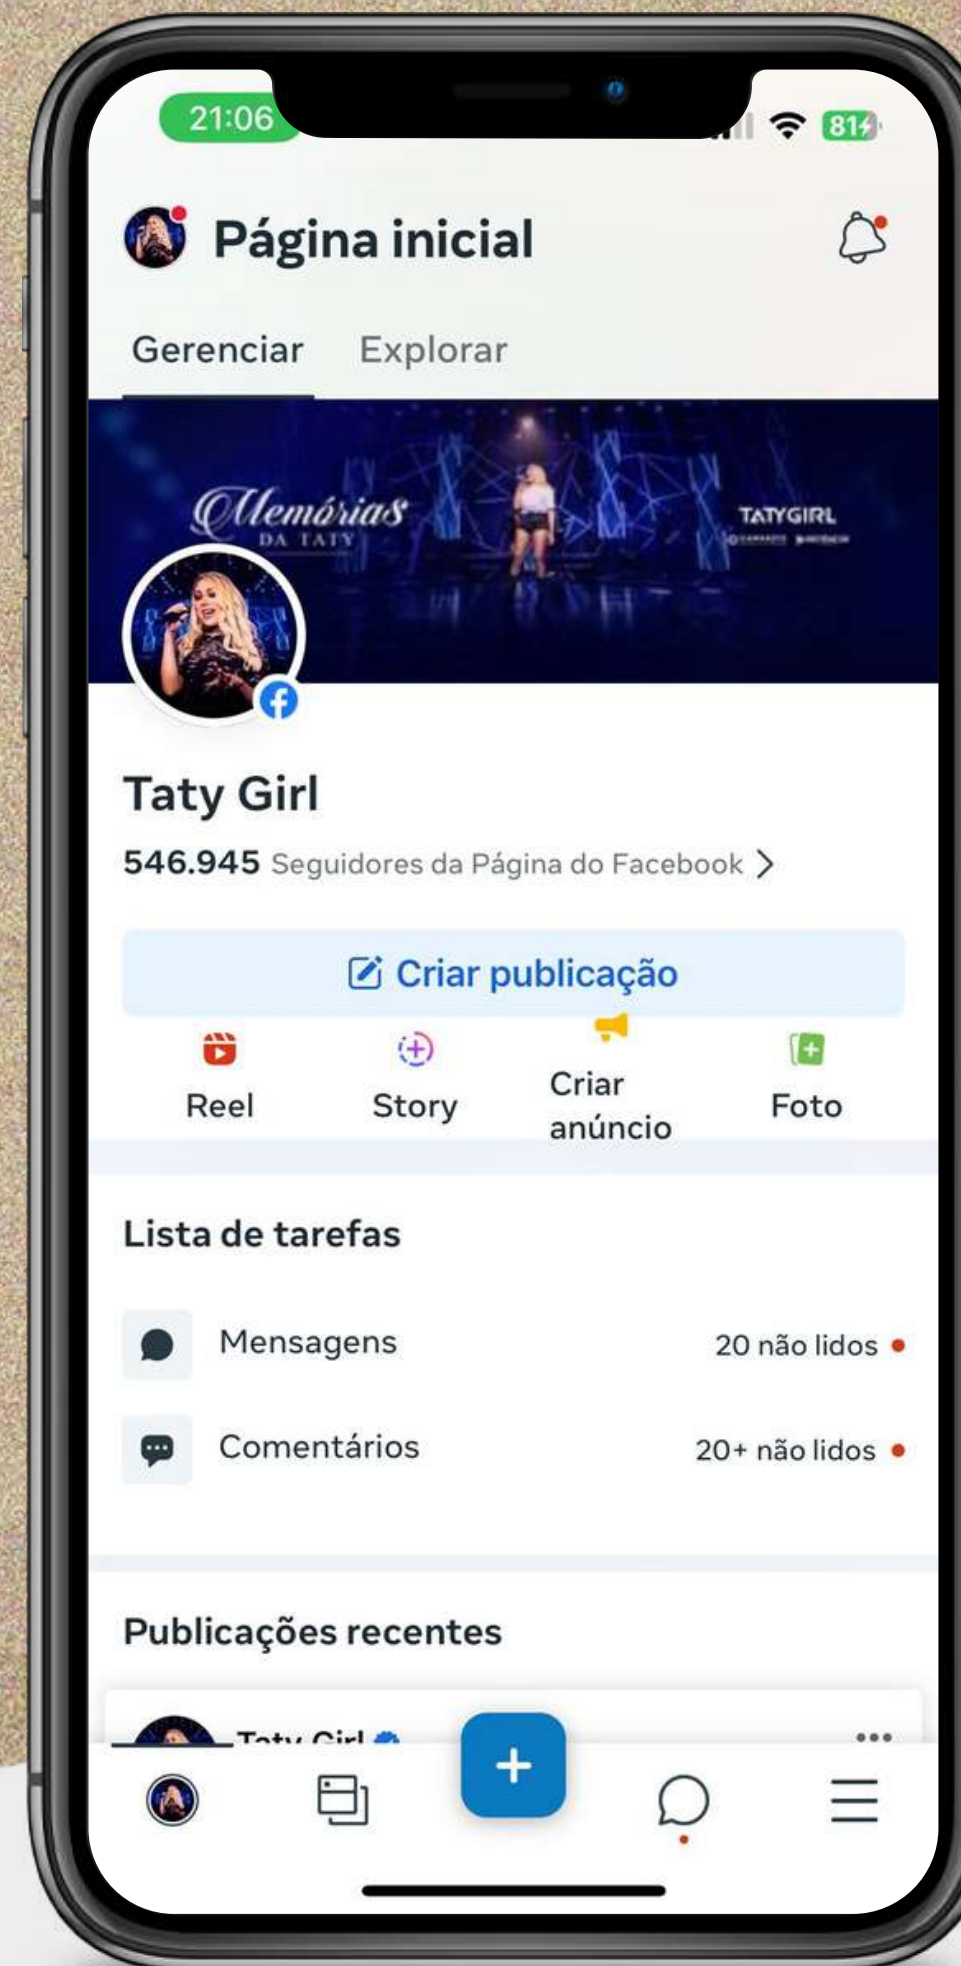 21:06
81
Página inicial
Gerenciar Explorar
Memórias
DA TATY
TATYGIRL
Taty Girl
546.945 Seguidores da Página do Facebook
Criar publicação
Reel Story Criar anúncio Foto
Lista de tarefas
Mensagens 20 não lidos
Comentários 20+ não lidos
Publicações recentes
Taty Girl